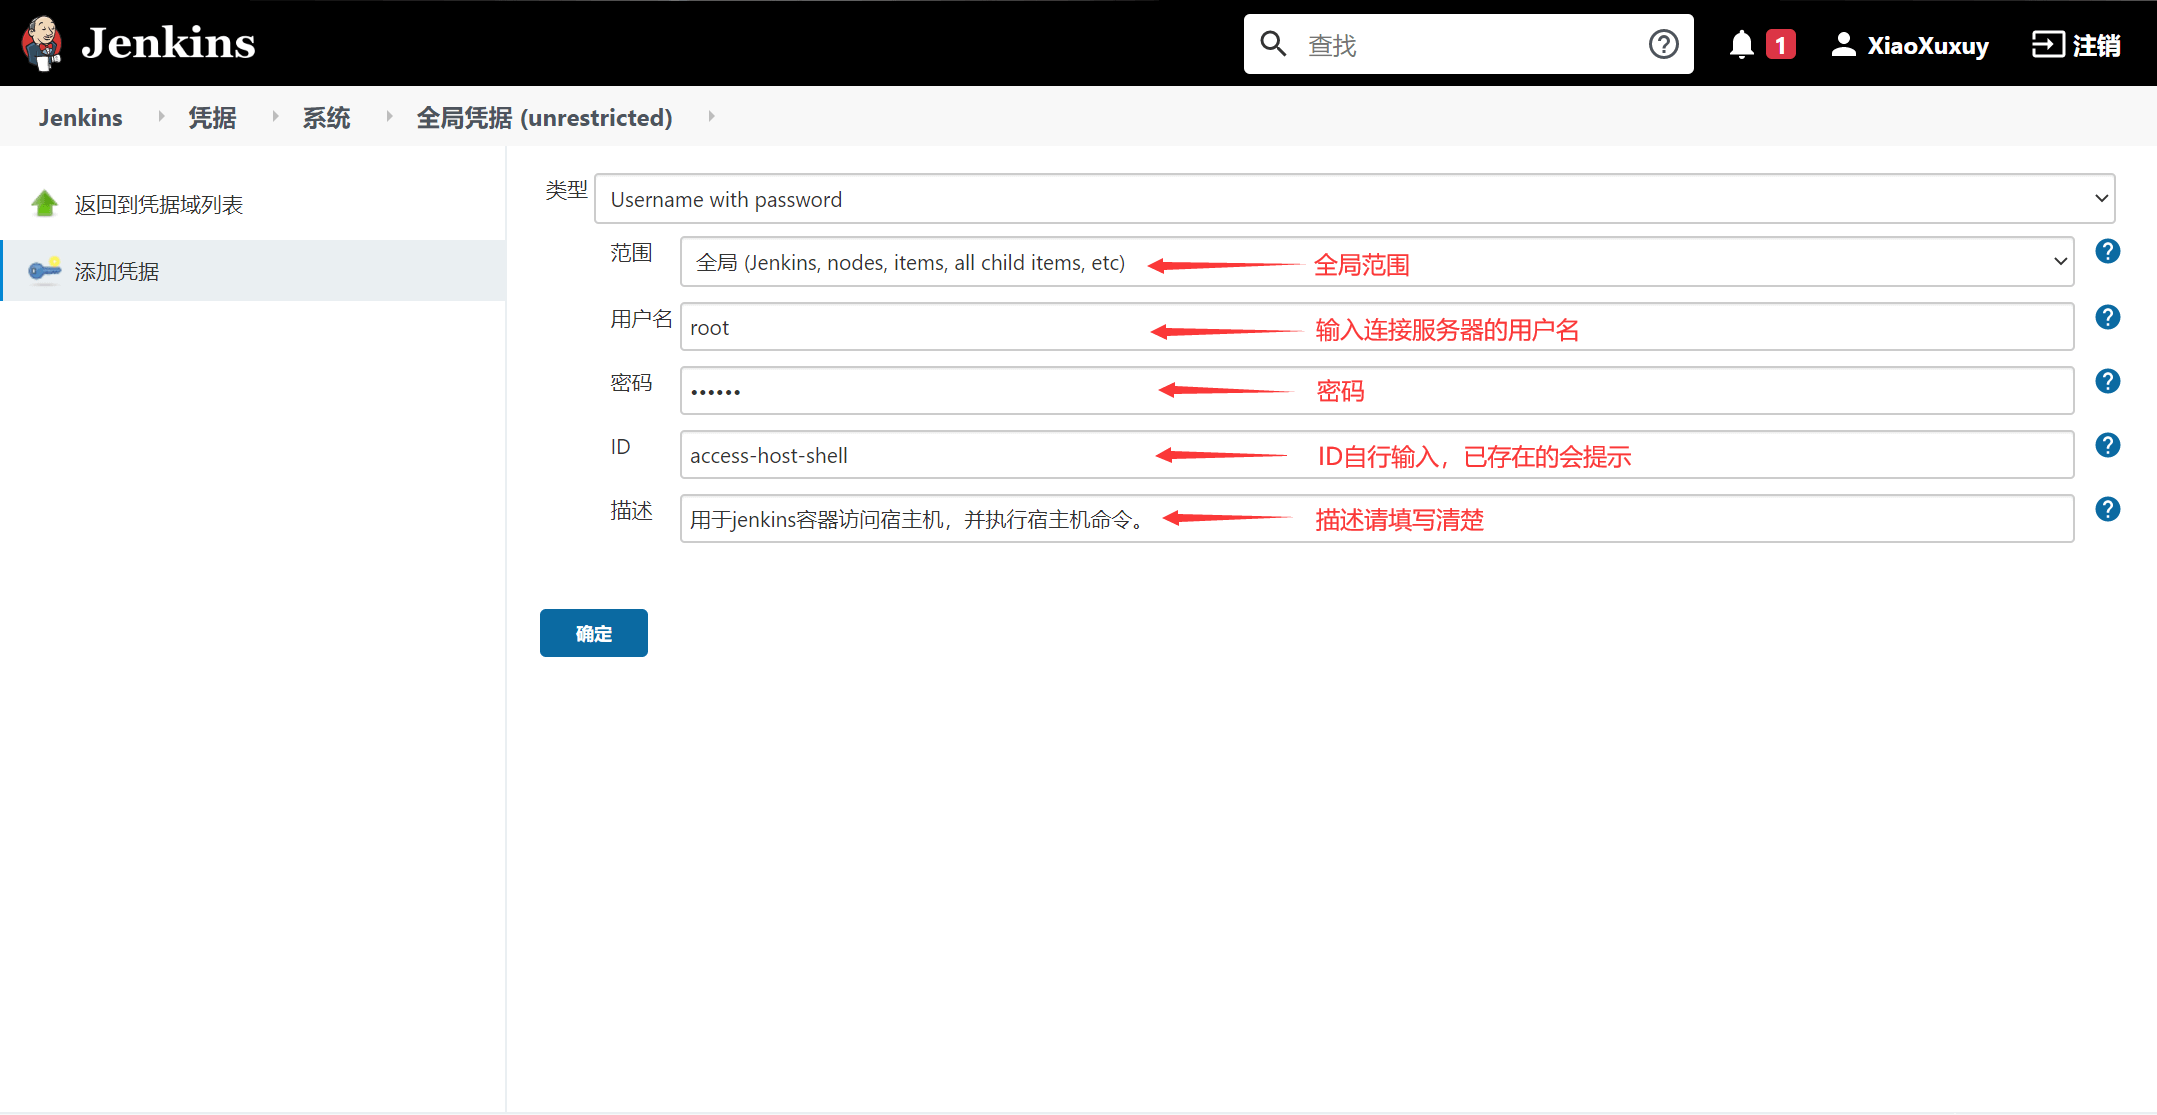 Jenkins
查找
1
XiaoXuxuy
注销
Jenkins
凭据
系统
全局凭据 (unrestricted)
返回到凭据域列表
添加凭据
类型
Username with password
范围
全局 (Jenkins, nodes, items, all child items, etc)
全局范围
用户名
root
输入连接服务器的用户名
密码
••••••
密码
ID
access-host-shell
ID自行输入，已存在的会提示
描述
用于jenkins容器访问宿主机，并执行宿主机命令。
描述请填写清楚
确定